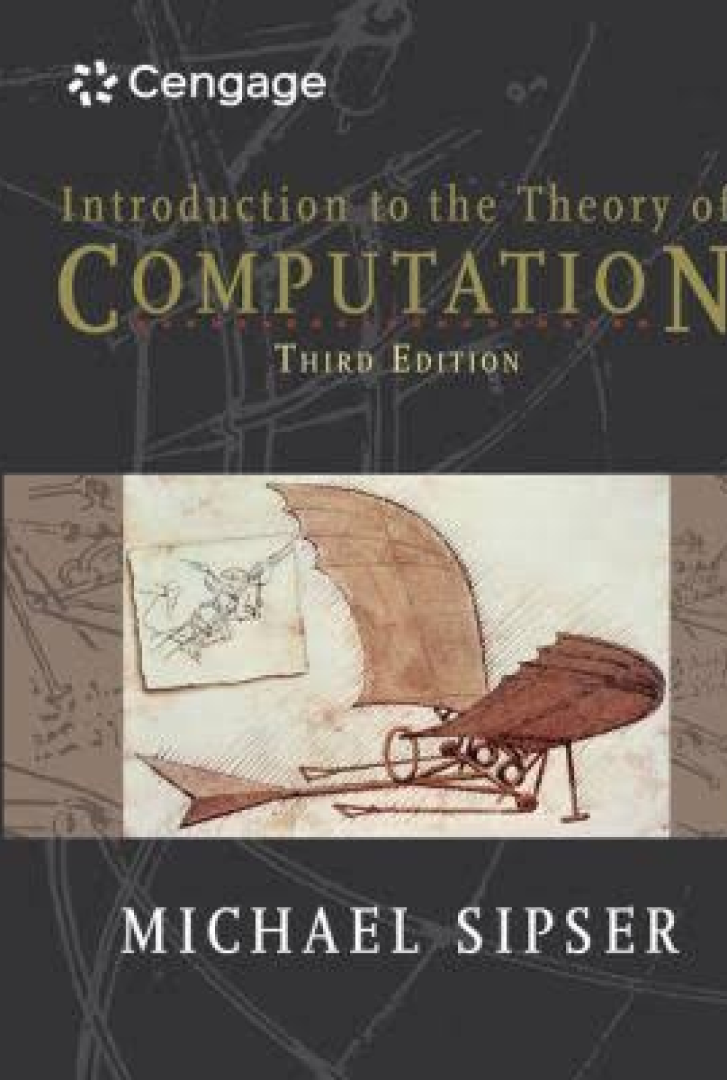 Cengage
Introduction to the Theory of
COMPUTATION
THIRD EDITION
MICHAEL SIPSER